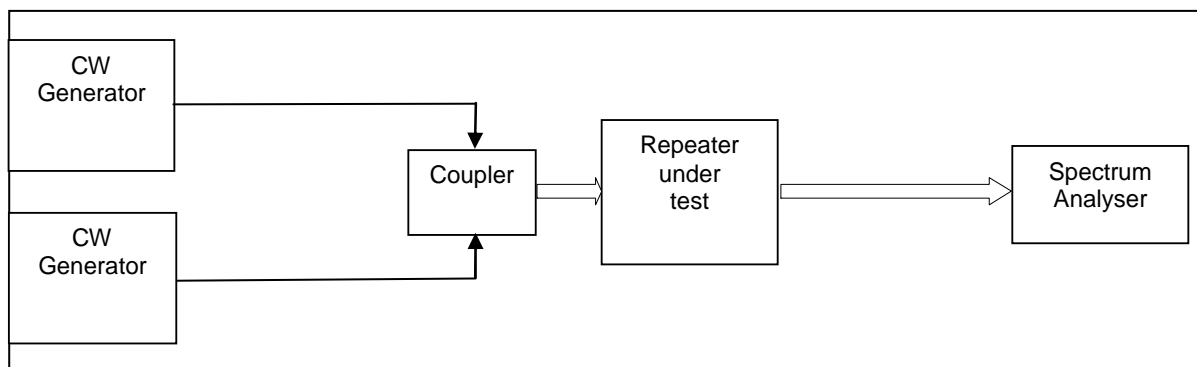 CW
Generator
Coupler
Repeater
under
test
Spectrum
Analyser
CW
Generator